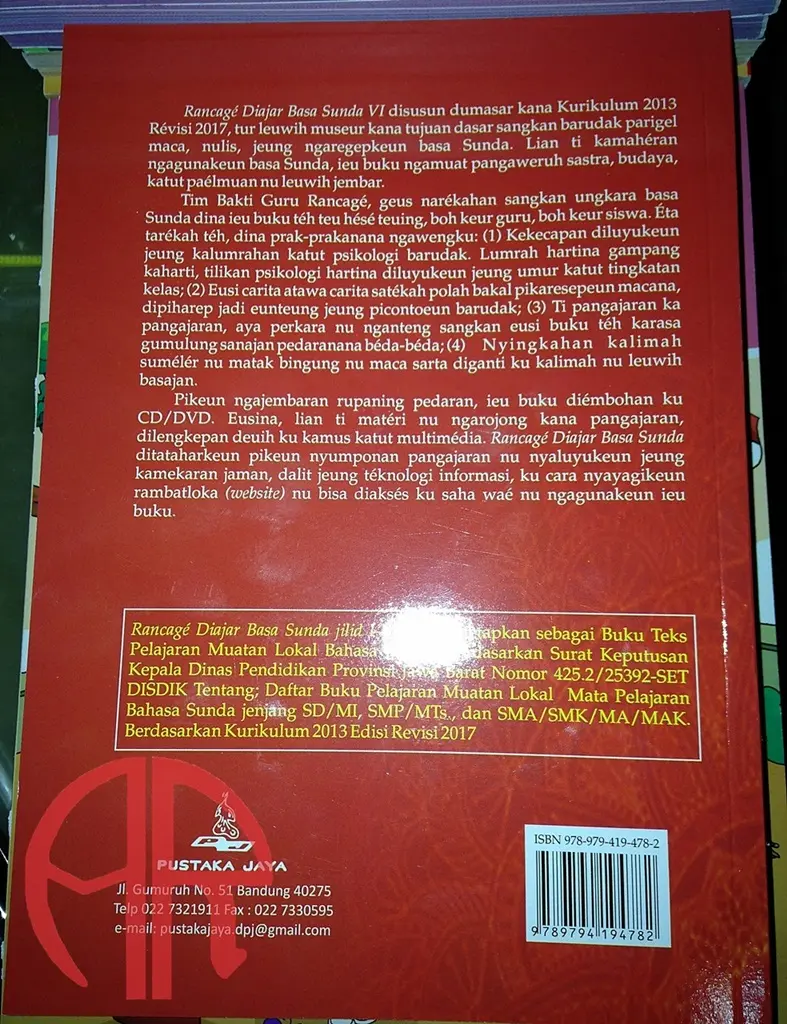 Rancagé Diajar Basa Sunda VI disusun dumasar kana Kurikulum 2013
Révisi 2017, tur leuwih museur kana tujuan dasar sangkan barudak parigel
maca, nulis, jeung ngaregepkeun basa Sunda. Lian ti kamahéran
ngagunakeun basa Sunda, ieu buku ngamuat pangaweruh sastra, budaya,
katut paélmuan nu leuwih jembar.
Tim Bakti Guru Rancagé, geus narékahan sangkan ungkara basa
Sunda dina ieu buku téh teu hésé teuing, boh keur guru, boh keur siswa. Éta
tarékah téh, dina prak-prakanana ngawengku: (1) Kekecapan diluyukeun
jeung kalumrahan katut psikologi barudak. Lumrah hartina gampang
kaharti, tilikan psikologi hartina diluyukeun jeung umur katut tingkatan
kelas; (2) Eusi carita atawa carita satékah polah bakal pikaresepeun macana,
dipiharep jadi eunteung jeung picontoeun barudak; (3) Ti pangajaran ka
pangajaran, aya perkara nu nganteng sangkan eusi buku téh karasa
gumulung sanajan pedaranana béda-béda; (4) Nyingkahan kalimah
sumélér nu matak bingung nu maca sarta diganti ku kalimah nu leuwih
basajan.
Pikeun ngajembaran rupaning pedaran, ieu buku diémbohan ku
CD/DVD. Eusina, lian ti matéri nu ngarojong kana pangajaran,
dilengkepan deuih ku kamus katut multimédia. Rancagé Diajar Basa Sunda
ditataharkeun pikeun nyumponan pangajaran nu nyaluyukeun jeung
kamekaran jaman, dalit jeung téknologi informasi, ku cara nyayagikeun
rambatloka (website) nu bisa diaksés ku saha waé nu ngagunakeun ieu
buku.
Rancagé Diajar Basa Sunda jilid sebagai Buku Teks
Pelajaran Muatan Lokal Bahasa Surat Keputusan
Kepala Dinas Pendidikan Provinsi Jawa Barat Nomor 425.2/25392-SET
DISDIK Tentang; Daftar Buku Pelajaran Muatan Lokal Mata Pelajaran
Bahasa Sunda jenjang SD/MI, SMP/MTs., dan SMA/SMK/MA/MAK.
Berdasarkan Kurikulum 2013 Edisi Revisi 2017
PJ
PUSTAKA JAYA
Jl. Gumuruh No. 51 Bandung 40275
Telp 022 7321911 Fax : 022 7330595
e-mail: pustakajaya.dpj@gmail.com
ISBN 978-979-419-478-2
9 789794 194782